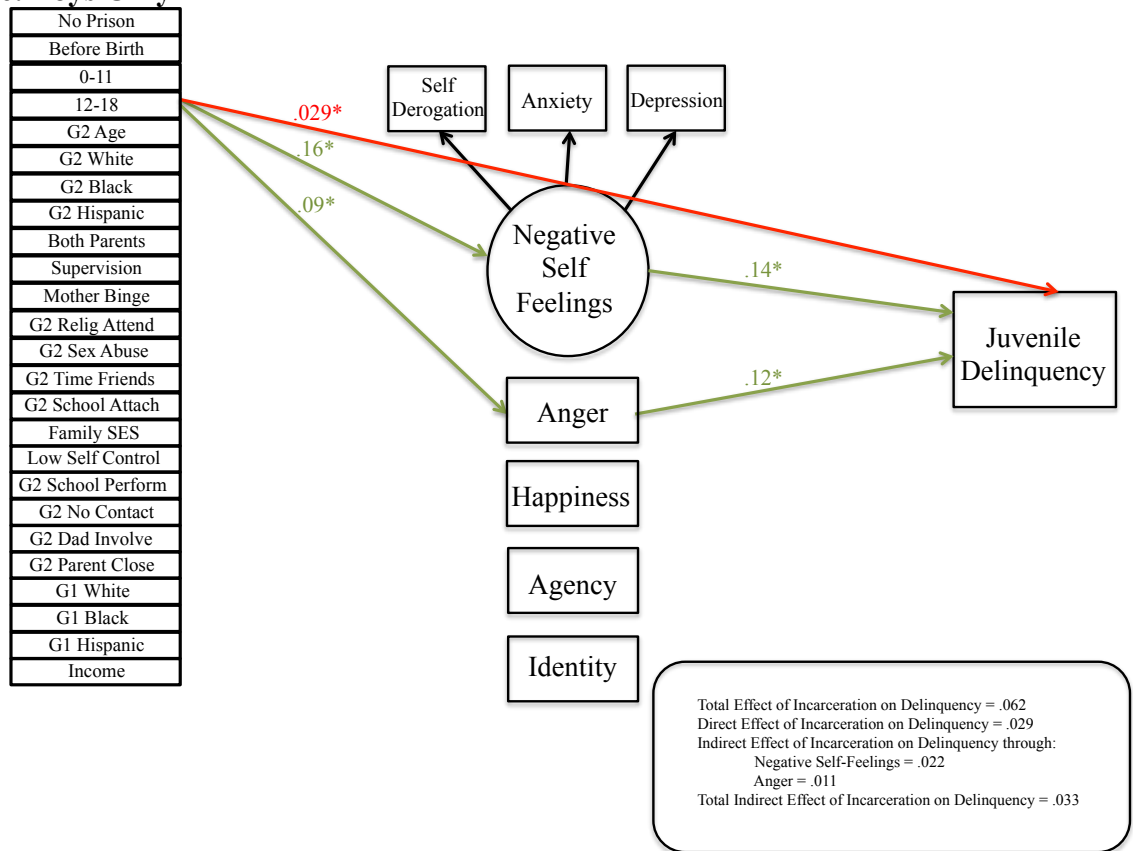 No Prison
Before Birth
0-11
12-18
G2 Age
G2 White
G2 Black
G2 Hispanic
Both Parents
Supervision
Mother Binge
G2 Relig Attend
G2 Sex Abuse
G2 Time Friends
G2 School Attach
Family SES
Low Self Control
G2 School Perform
G2 No Contact
G2 Dad Involve
G2 Parent Close
G1 White
G1 Black
G1 Hispanic
Income
.029*
.16*
.09*
Self
Derogation
Anxiety
Depression
Negative
Self
Feelings
.14*
Anger
.12*
Happiness
Agency
Identity
Juvenile
Delinquency
Total Effect of Incarceration on Delinquency = .062
Direct Effect of Incarceration on Delinquency = .029
Indirect Effect of Incarceration on Delinquency through:
Negative Self-Feelings = .022
Anger = .011
Total Indirect Effect of Incarceration on Delinquency = .033